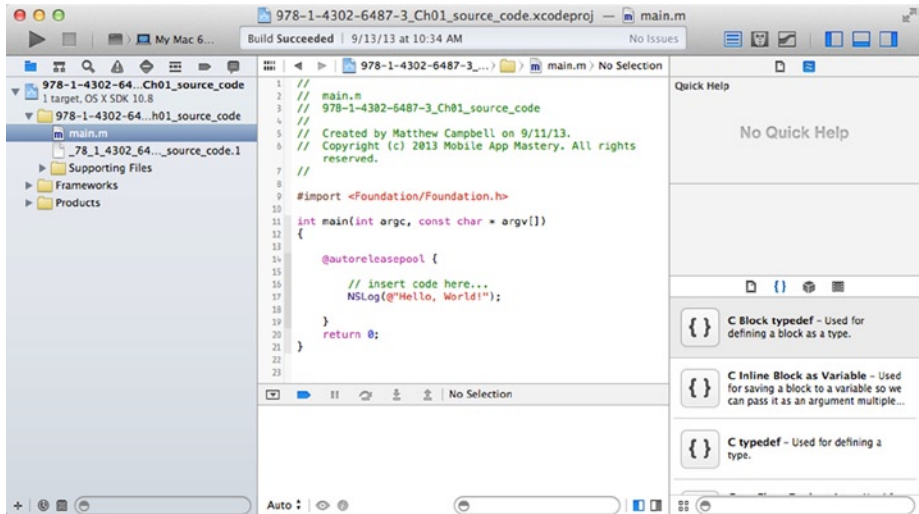 978-1-4302-6487-3_Ch01_source_code.xcodeproj — m main.m
My Mac 6...
Build Succeeded | 9/13/13 at 10:34 AM
No Issues
978-1-4302-64...Ch01_source_code
1 target, OS X SDK 10.8
978-1-4302-64...h01_source_code
m main.m
_78_1_4302_64..._source_code.1
Supporting Files
Frameworks
Products
978-1-4302-6487-3_...
m main.m
No Selection
1 //
2 // main.m
3 // 978-1-4302-6487-3_Ch01_source_code
4 //
5 // Created by Matthew Campbell on 9/11/13.
6 // Copyright (c) 2013 Mobile App Mastery. All rights
reserved.
7 //
8
9 #import <Foundation/Foundation.h>
10
11 int main(int argc, const char * argv[])
12 {
13
14 @autoreleasepool {
15
16 // insert code here...
17 NSLog(@"Hello, World!");
18
19 }
20 return 0;
21 }
22
23
No Selection
Auto
Quick Help
No Quick Help
{ }
{ } C Block typedef – Used for
defining a block as a type.
{ } C Inline Block as Variable – Used
for saving a block to a variable so we
can pass it as an argument multiple...
{ } C typedef – Used for defining a
type.